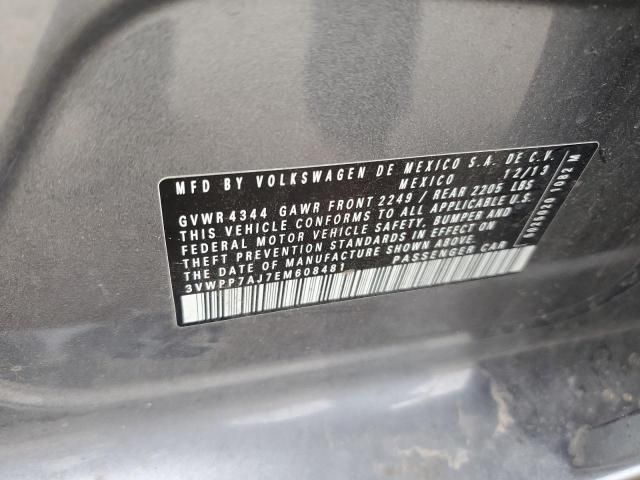 MFD BY VOLKSWAGEN DE MEXICO S.A. DE C.V.
MEXICO 12/13
GVWR 4344 GAWR FRONT 2249 / REAR 2205 LBS
THIS VEHICLE CONFORMS TO ALL APPLICABLE U.S.
FEDERAL MOTOR VEHICLE SAFETY, BUMPER AND
THEFT PREVENTION STANDARDS IN EFFECT ON
THE DATE OF MANUFACTURE SHOWN ABOVE.
3VWPP7AJ7EM608481 PASSENGER CAR
1082 M